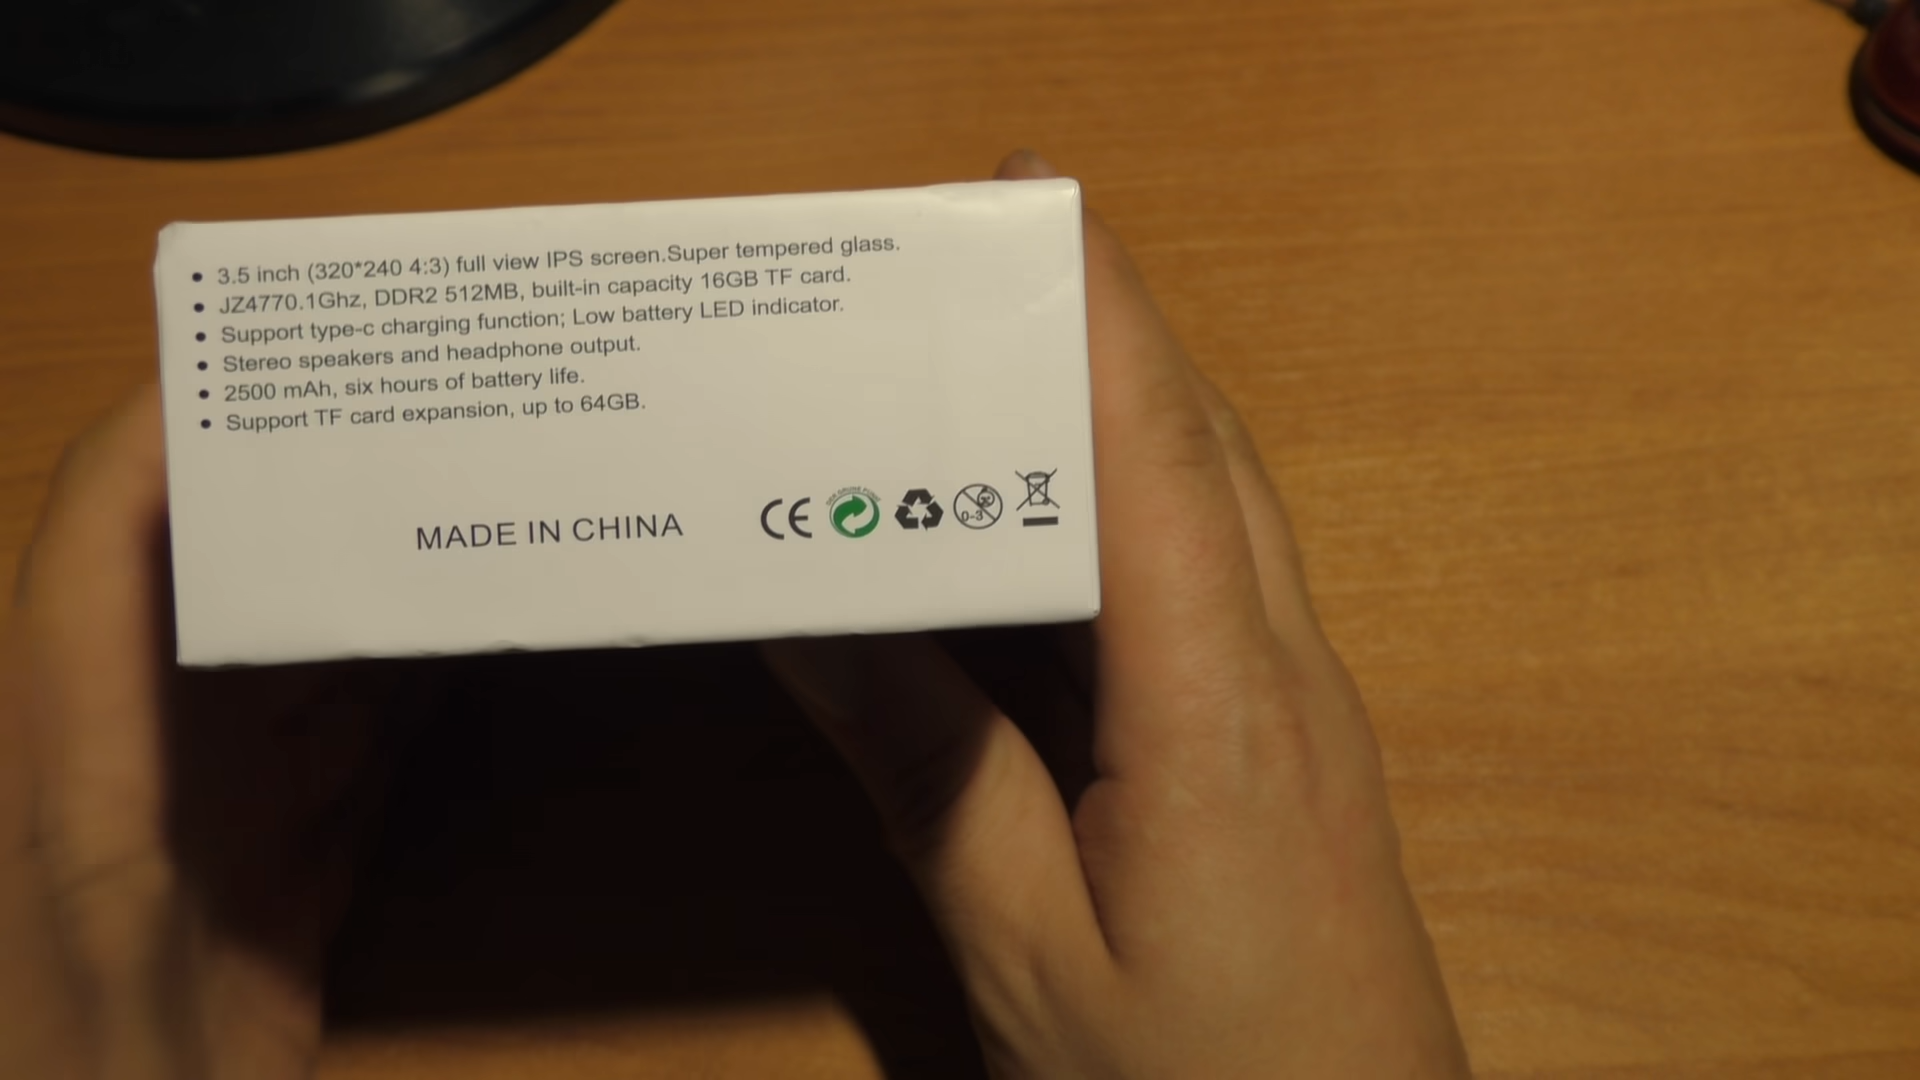 • 3.5 inch (320*240 4:3) full view IPS screen.Super tempered glass.
• JZ4770.1Ghz, DDR2 512MB, built-in capacity 16GB TF card.
• Support type-c charging function; Low battery LED indicator.
• Stereo speakers and headphone output.
• 2500 mAh, six hours of battery life.
• Support TF card expansion, up to 64GB.
MADE IN CHINA
CE
0-3